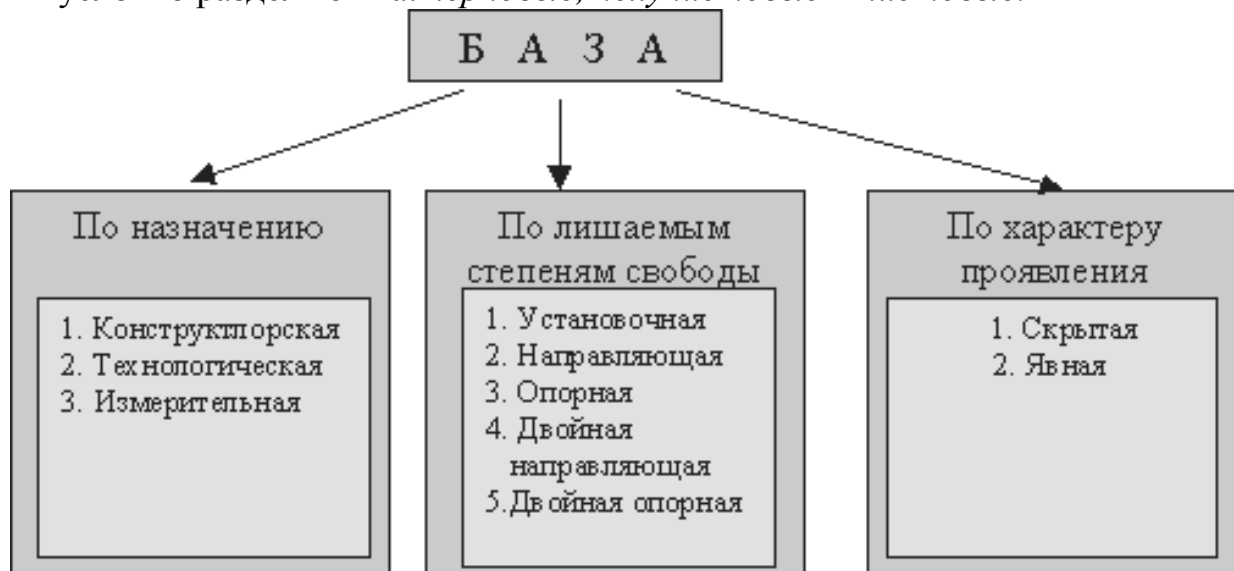 Б А З А
По назначению
1. Конструктпорская
2. Технологическая
3. Измерительная
По лишаемым
степеням свободы
1. Установочная
2. Направляющая
3. Опорная
4. Двойная
направляющая
5.Двойная опорная
По характеру
проявления
1. Скрытая
2. Явная